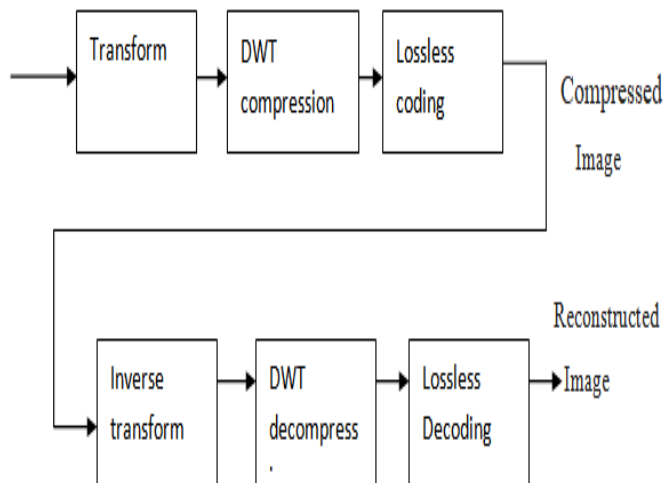 Transform
DWT
compression
Lossless
coding
Compressed
Image
Inverse
transform
DWT
decompress
Lossless
Decoding
Reconstructed
Image